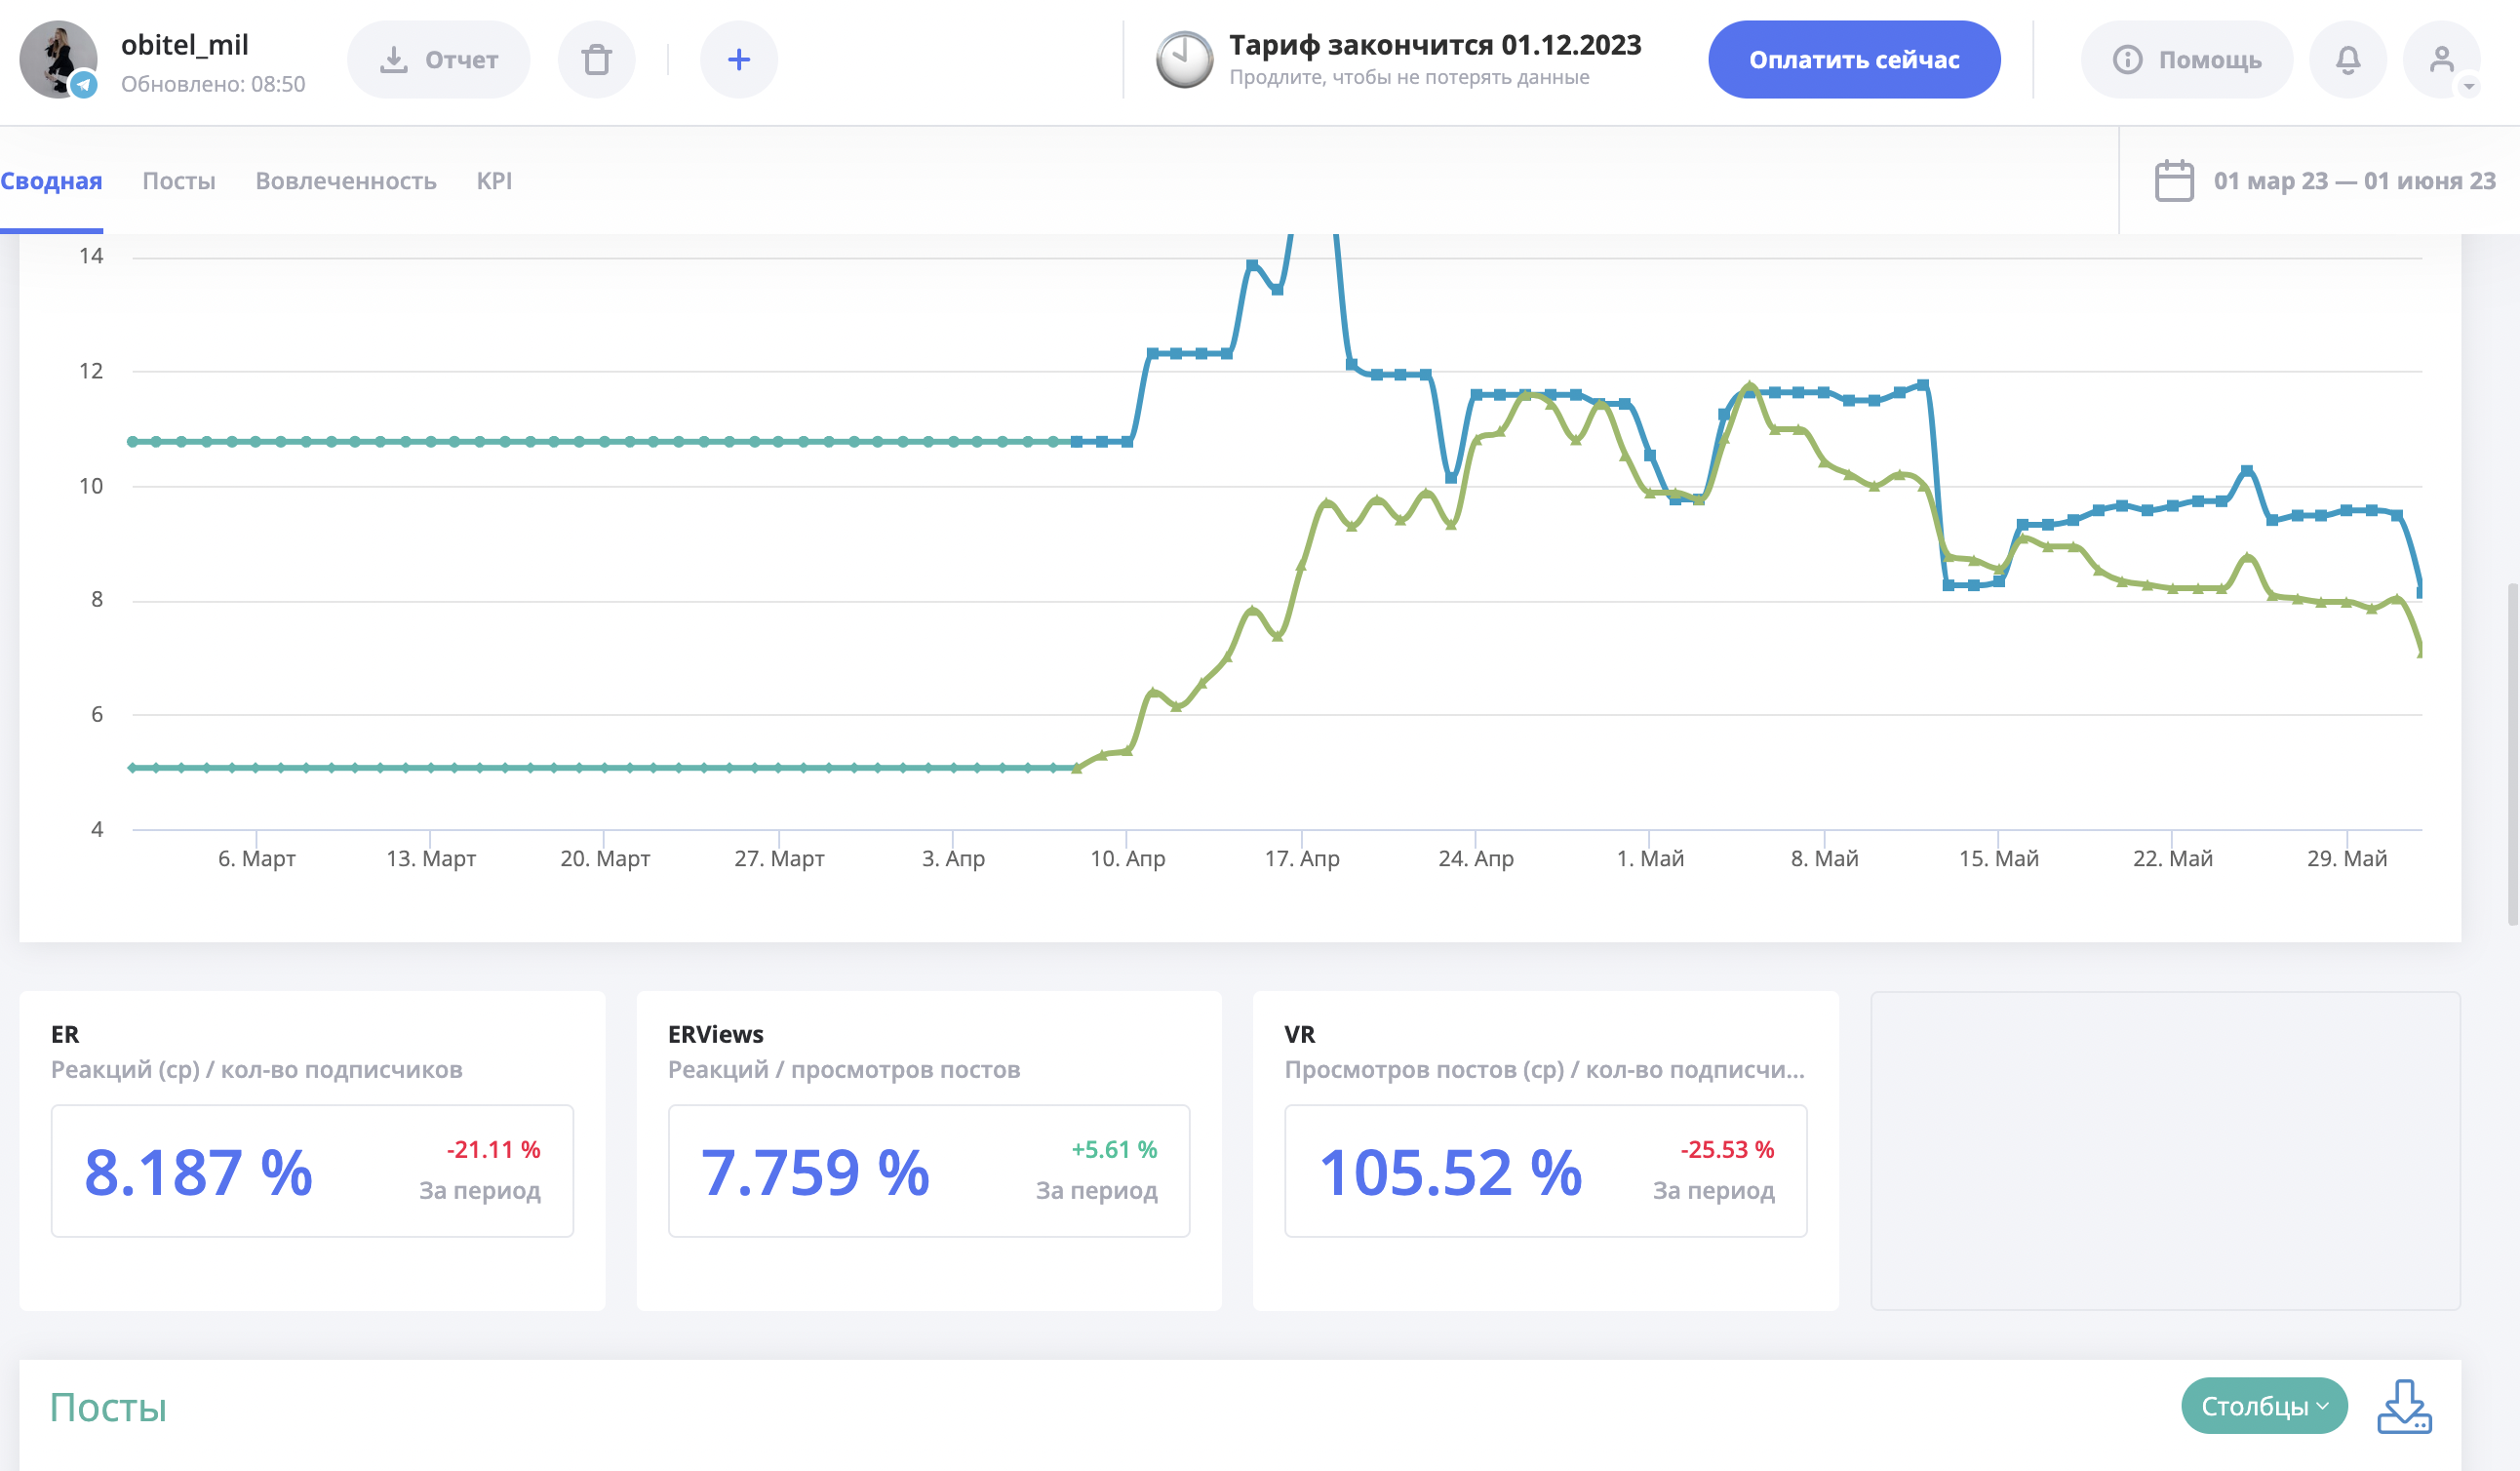 obitel_mil
Обновлено: 08:50
Отчет
Тариф закончится 01.12.2023
Продлите, чтобы не потерять данные
Оплатить сейчас
Помощь
Сводная Посты Вовлеченность KPI
01 мар 23 — 01 июня 23
14
12
10
8
6
4
6. Март 13. Март 20. Март 27. Март 3. Апр 10. Апр 17. Апр 24. Апр 1. Май 8. Май 15. Май 22. Май 29. Май
ER
Реакций (ср) / кол-во подписчиков
8.187 %
-21.11 %
За период
ERViews
Реакций / просмотров постов
7.759 %
+5.61 %
За период
VR
Просмотров постов (ср) / кол-во подписчи...
105.52 %
-25.53 %
За период
Посты
Столбцы